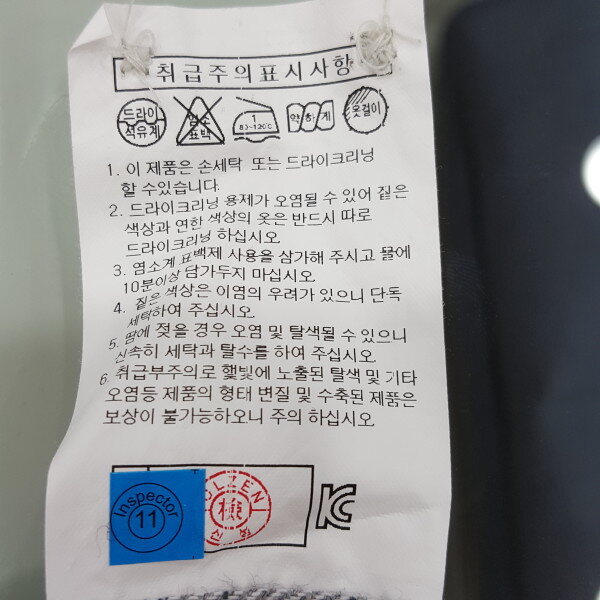 취급주의표시사항
드라이
석유계
염소
표백
1
80~120℃
약하게
옷걸이
1. 이 제품은 손세탁 또는 드라이크리닝
할 수있습니다.
2. 드라이크리닝 용제가 오염될 수 있어 짙은
색상과 연한 색상의 옷은 반드시 따로
드라이크리닝 하십시오.
3. 염소계 표백제 사용을 삼가해 주시고 물에
10분이상 담가두지 마십시오.
4. 짙은 색상은 이염의 우려가 있으니 단독
세탁하여 주십시오.
5. 땀에 젖을 경우 오염 및 탈색될 수 있으니
신속히 세탁과 탈수를 하여 주십시오.
6. 취급부주의로 햇빛에 노출된 탈색 및 기타
오염등 제품의 형태 변질 및 수축된 제품은
보상이 불가능하오니 주의 하십시오
Inspector
11
OLZEN
檢
KC